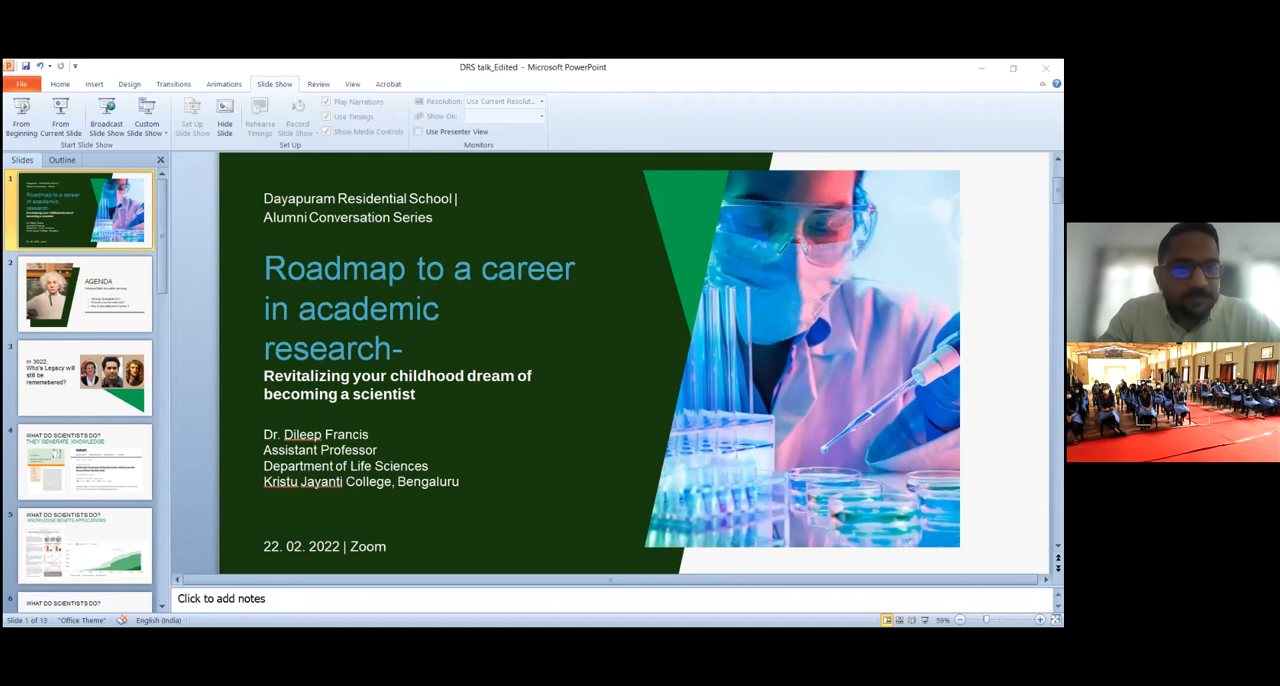 DRS talk_Edited - Microsoft PowerPoint
File Home Insert Design Transitions Animations Slide Show Review View Acrobat
From Beginning
From Current Slide
Broadcast Slide Show
Custom Slide Show
Set Up Slide Show
Hide Slide
Rehearse Timings
Record Slide Show
Play Narrations
Use Timings
Show Media Controls
Resolution: Use Current Resolut...
Show On:
Use Presenter View
Start Slide Show
Set Up
Monitors
Slides Outline
1
2
AGENDA
3
In 3022,
Who's Legacy will
still be
remembered?
4
WHAT DO SCIENTISTS DO?
THEY GENERATE KNOWLEDGE
5
WHAT DO SCIENTISTS DO?
KNOWLEDGE BEGETS APPLICATIONS
6
WHAT DO SCIENTISTS DO?
Dayapuram Residential School|
Alumni Conversation Series
Roadmap to a career
in academic
research-
Revitalizing your childhood dream of
becoming a scientist
Dr. Dileep Francis
Assistant Professor
Department of Life Sciences
Kristu Jayanti College, Bengaluru
22. 02. 2022 | Zoom
Click to add notes
Slide 1 of 13 "Office Theme" English (India) 59%